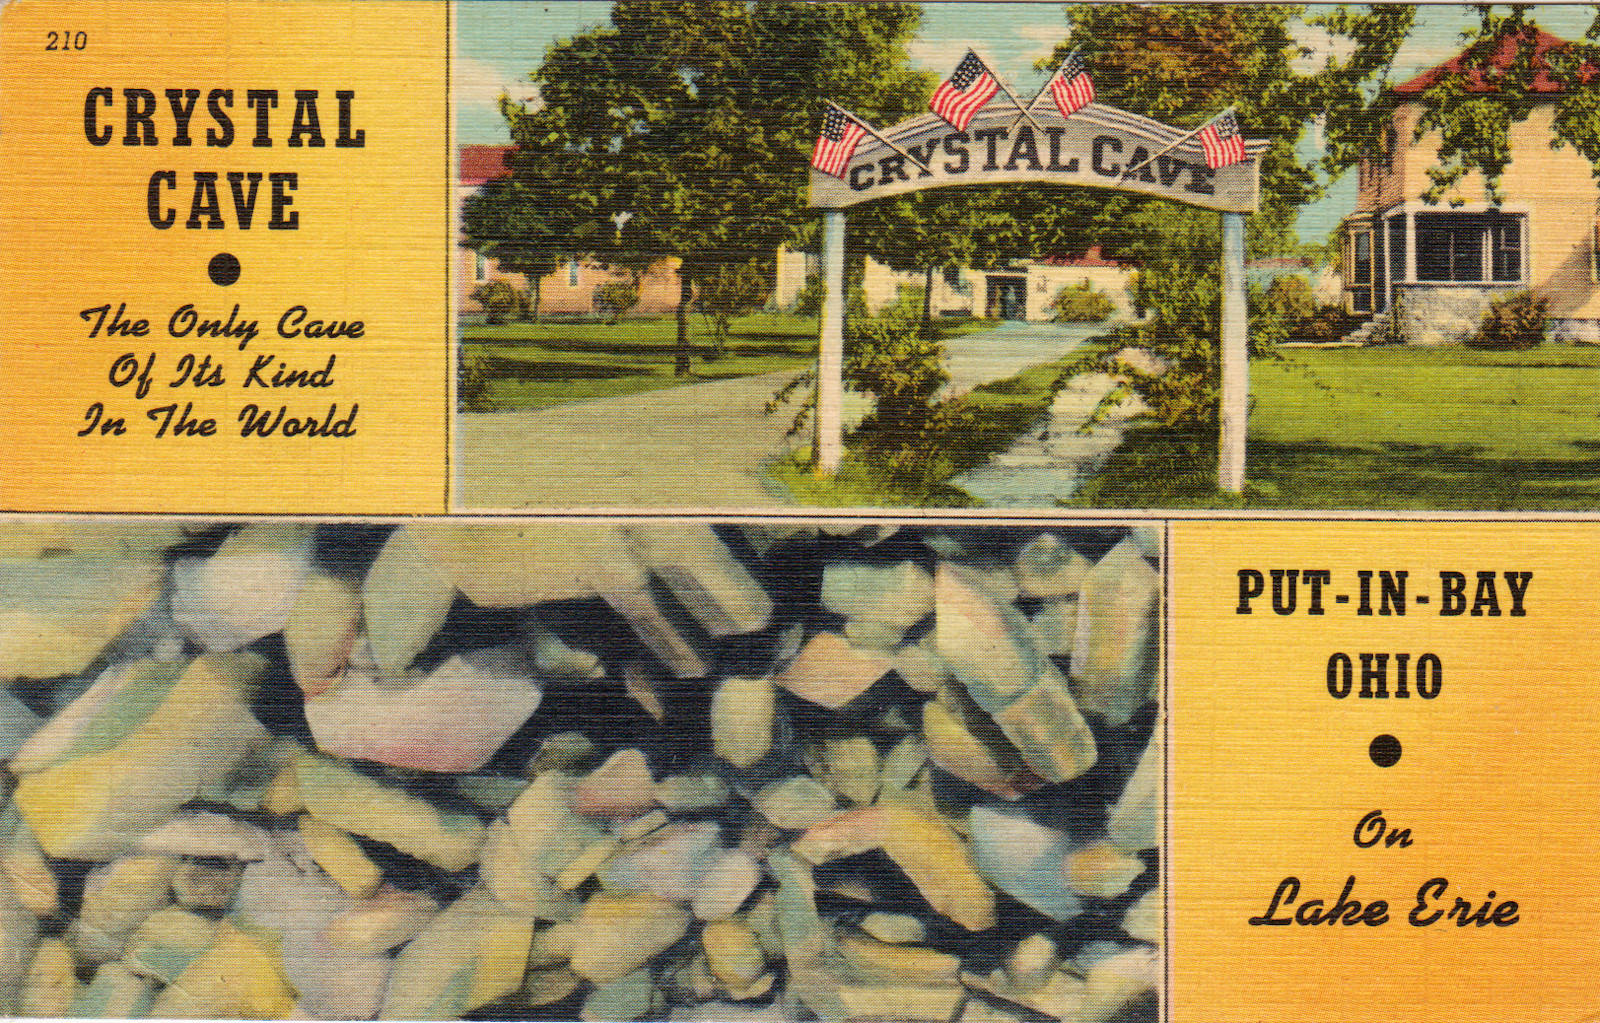 210
CRYSTAL
CAVE
The Only Cave
Of Its Kind
In The World
CRYSTAL CAVE
PUT-IN-BAY
OHIO
On
Lake Erie